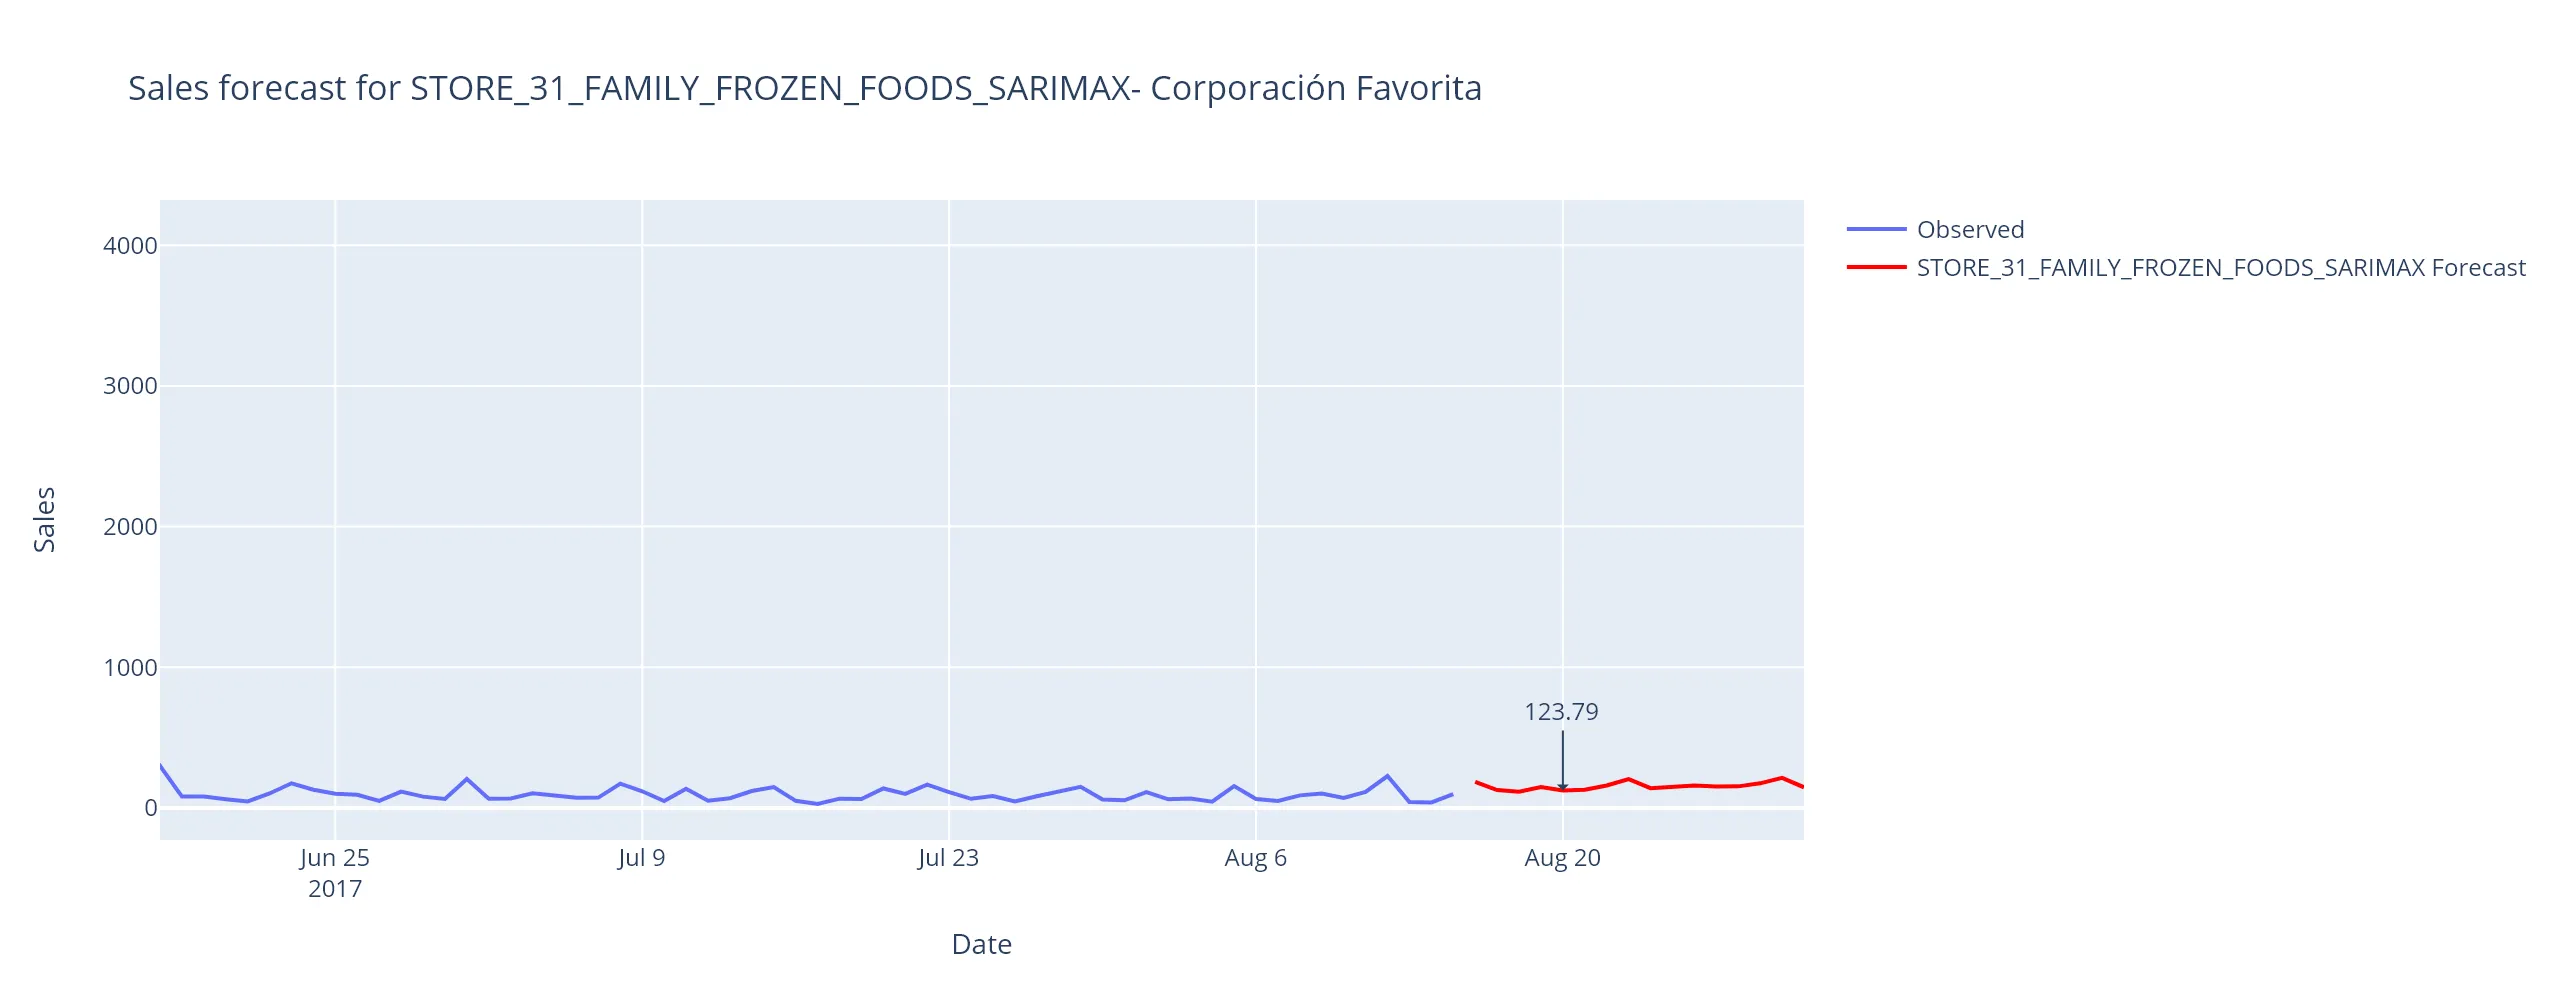 Sales forecast for STORE_31_FAMILY_FROZEN_FOODS_SARIMAX- Corporación Favorita
Observed
STORE_31_FAMILY_FROZEN_FOODS_SARIMAX Forecast
4000
3000
2000
1000
0
Sales
123.79
Jun 25
2017
Jul 9
Jul 23
Aug 6
Aug 20
Date